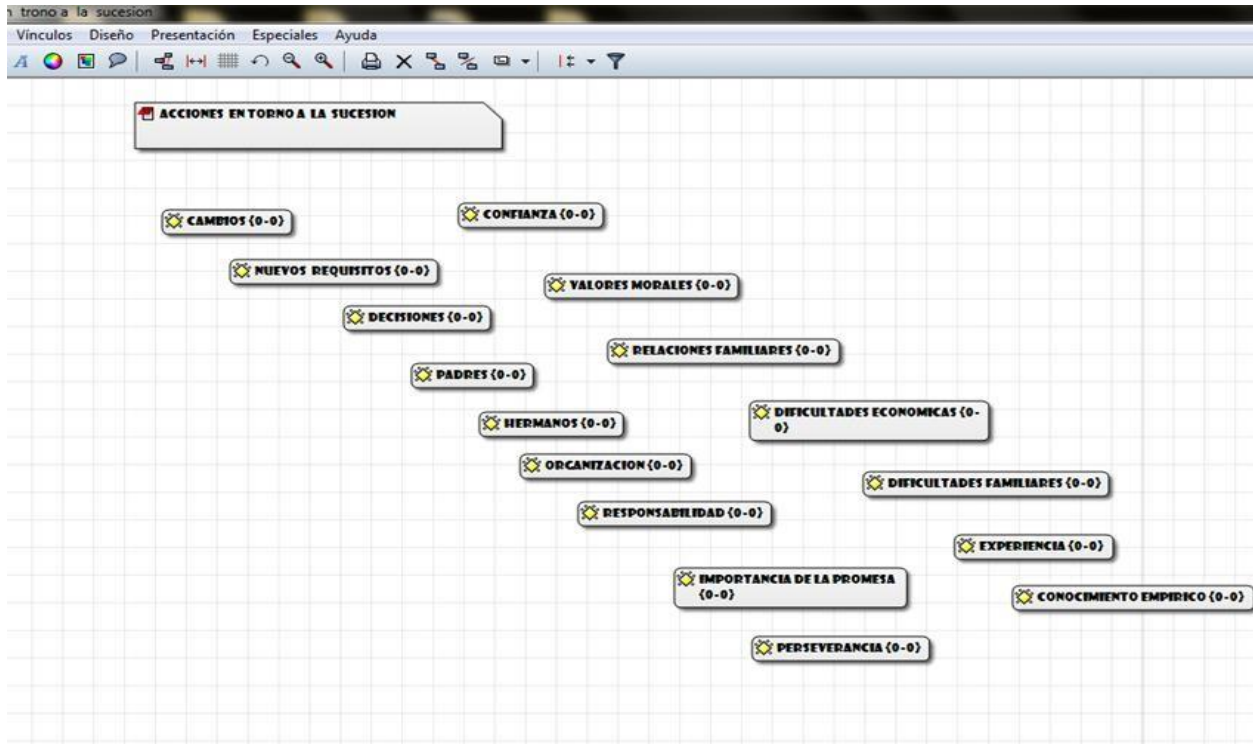 n trono a la sucesion
Vínculos Diseño Presentación Especiales Ayuda
ACCIONES EN TORNO A LA SUCESION
CAMBIOS {0-0}
CONFIANZA {0-0}
NUEVOS REQUISITOS {0-0}
VALORES MORALES {0-0}
DECISIONES {0-0}
RELACIONES FAMILIARES {0-0}
PADRES {0-0}
DIFICULTADES ECONOMICAS {0-
0}
HERMANOS {0-0}
ORGANIZACION {0-0}
DIFICULTADES FAMILIARES {0-0}
RESPONSABILIDAD {0-0}
EXPERIENCIA {0-0}
IMPORTANCIA DE LA PROMESA
{0-0}
CONOCIMIENTO EMPIRICO {0-0}
PERSEVERANCIA {0-0}